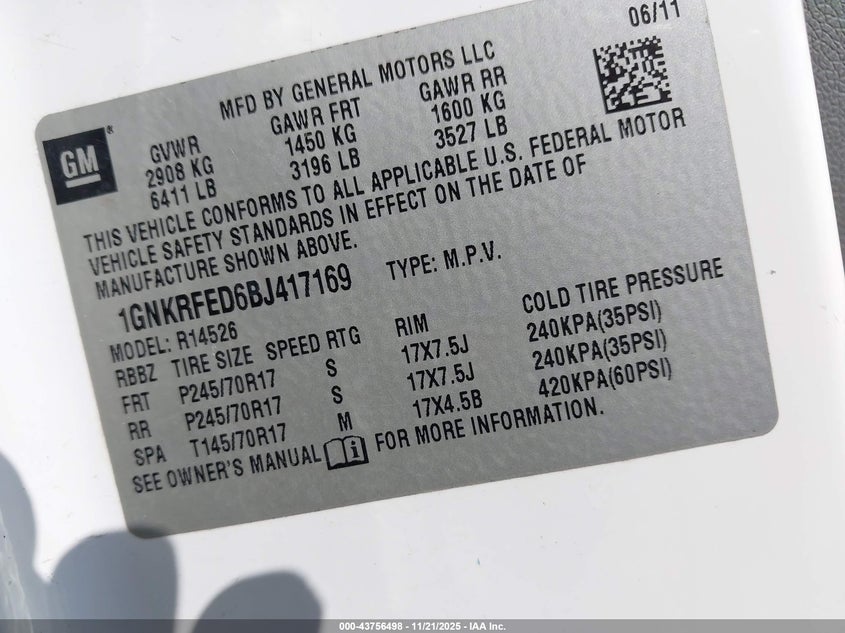 06/11
MFD BY GENERAL MOTORS LLC
GM®
GVWR GAWR FRT GAWR RR
2908 KG 1450 KG 1600 KG
6411 LB 3196 LB 3527 LB
THIS VEHICLE CONFORMS TO ALL APPLICABLE U.S. FEDERAL MOTOR
VEHICLE SAFETY STANDARDS IN EFFECT ON THE DATE OF
MANUFACTURE SHOWN ABOVE.
1GNKRFED6BJ417169 TYPE: M.P.V.
MODEL: R14526
RBBZ TIRE SIZE SPEED RTG RIM COLD TIRE PRESSURE
FRT P245/70R17 S 17X7.5J 240KPA(35PSI)
RR P245/70R17 S 17X7.5J 240KPA(35PSI)
SPA T145/70R17 M 17X4.5B 420KPA(60PSI)
SEE OWNER'S MANUAL FOR MORE INFORMATION.
000-43756498 - 11/21/2025 - IAA Inc.